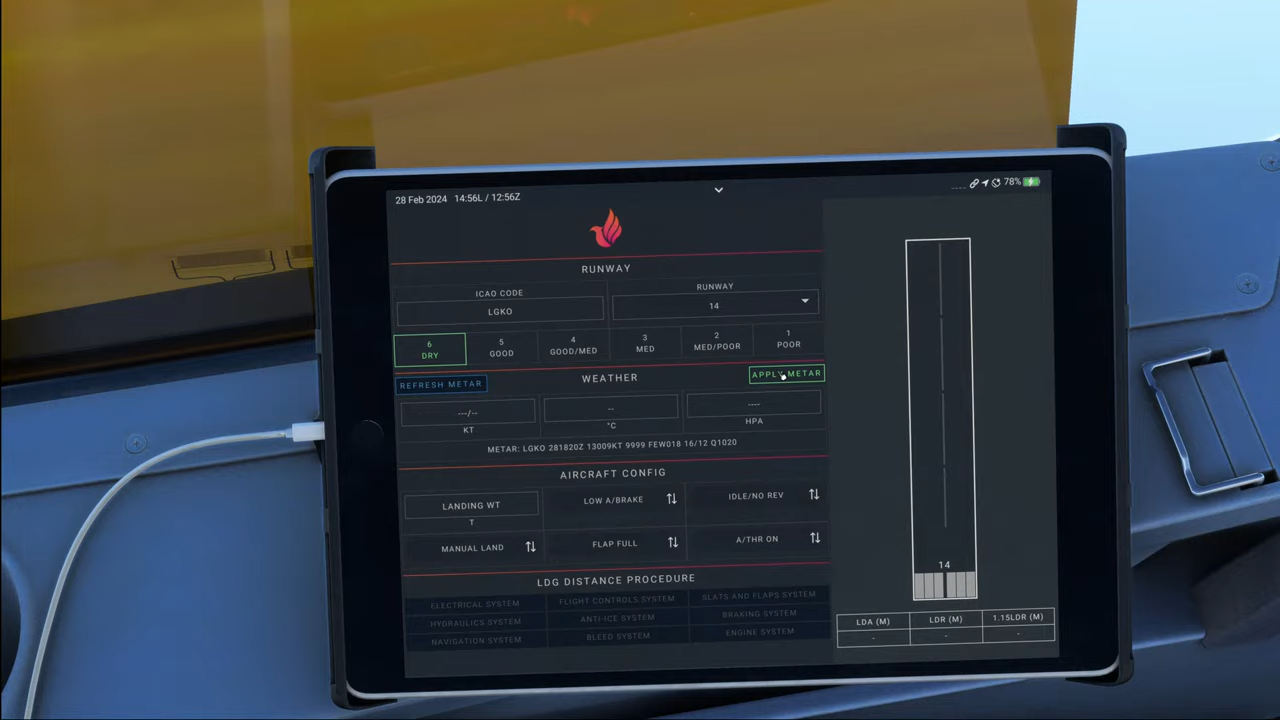 28 Feb 2024 14:56L / 12:56Z
78%
RUNWAY
ICAO CODE
LGKO
RUNWAY
14
6 DRY
5 GOOD
4 GOOD/MED
3 MED
2 MED/POOR
1 POOR
REFRESH METAR
WEATHER
APPLY METAR
---/--
KT
--
°C
----
HPA
METAR: LGKO 281820Z 13009KT 9999 FEW018 16/12 Q1020
AIRCRAFT CONFIG
LANDING WT
T
LOW A/BRAKE
IDLE/NO REV
MANUAL LAND
FLAP FULL
A/THR ON
LDG DISTANCE PROCEDURE
ELECTRICAL SYSTEM
FLIGHT CONTROLS SYSTEM
SLATS AND FLAPS SYSTEM
HYDRAULICS SYSTEM
ANTI-ICE SYSTEM
BRAKING SYSTEM
NAVIGATION SYSTEM
BLEED SYSTEM
ENGINE SYSTEM
14
LDA (M)
LDR (M)
1.15LDR (M)
-
-
-